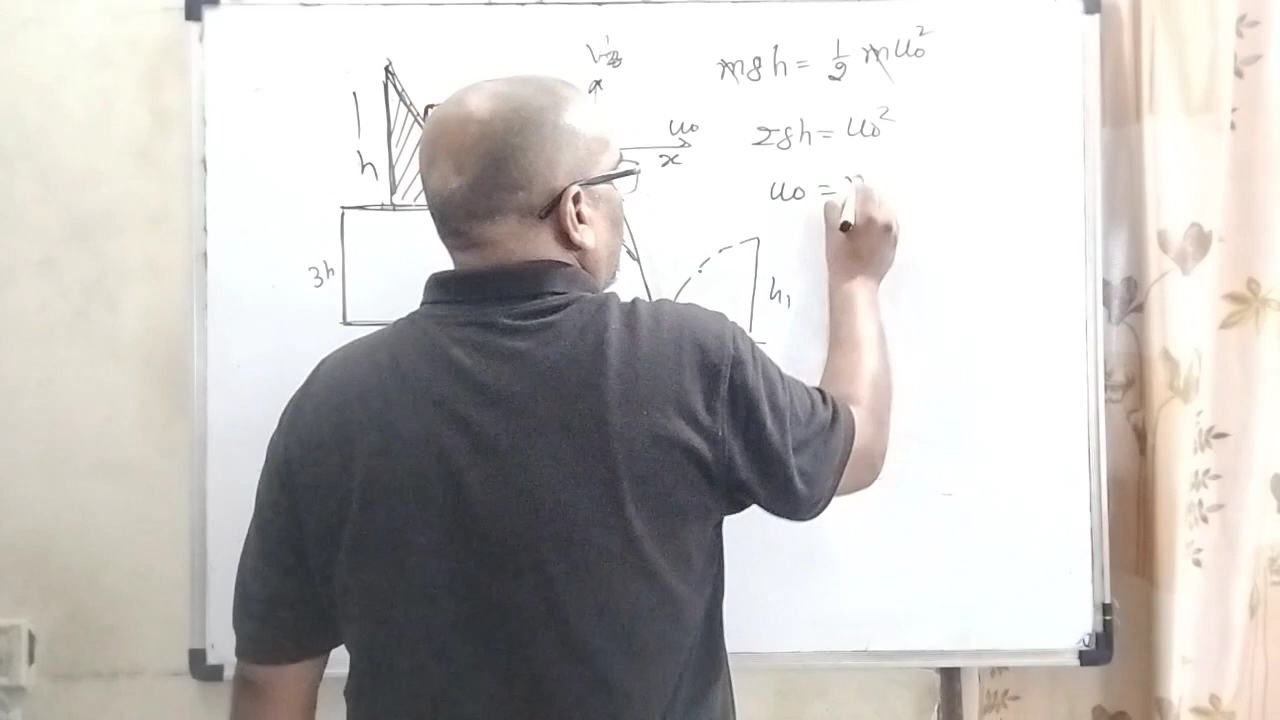 mgh = 1/2 mu₀²
2gh = u₀²
u₀ =
u₀
x
h
3h
h₁